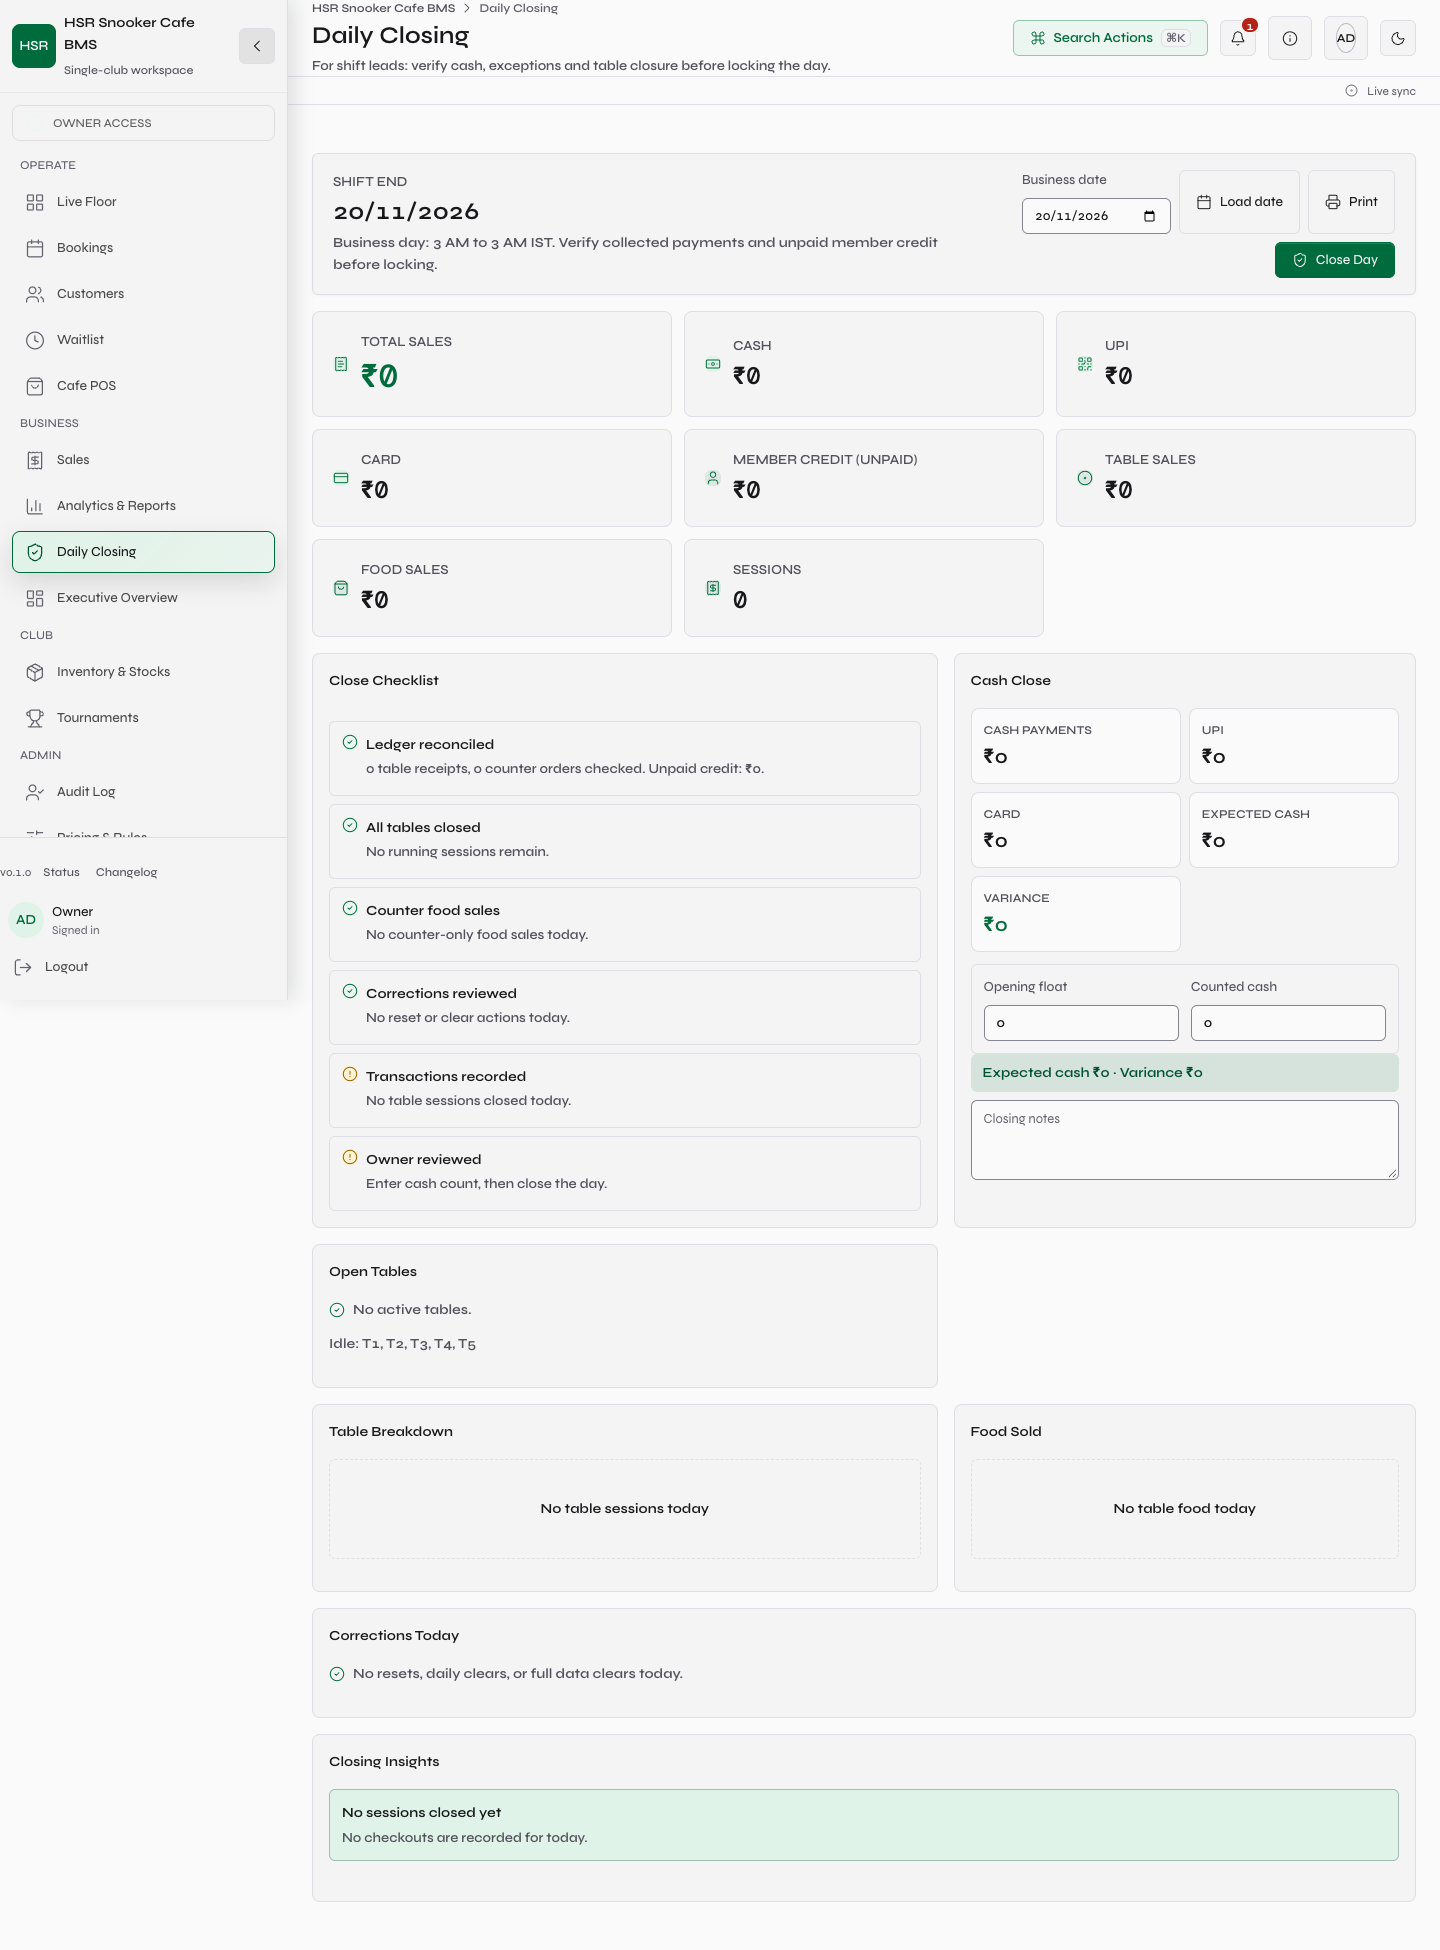 HSR
HSR Snooker Cafe
BMS
Single-club workspace
OWNER ACCESS
OPERATE
Live Floor
Bookings
Customers
Waitlist
Cafe POS
BUSINESS
Sales
Analytics & Reports
Daily Closing
Executive Overview
CLUB
Inventory & Stocks
Tournaments
ADMIN
Audit Log
Pricing & Rules
v0.1.0 Status Changelog
AD
Owner
Signed in
Logout
HSR Snooker Cafe BMS > Daily Closing
Daily Closing
For shift leads: verify cash, exceptions and table closure before locking the day.
Search Actions ⌘K
1
AD
Live sync
SHIFT END
20/11/2026
Business day: 3 AM to 3 AM IST. Verify collected payments and unpaid member credit
before locking.
Business date
20/11/2026
Load date
Print
Close Day
TOTAL SALES
₹0
CASH
₹0
UPI
₹0
CARD
₹0
MEMBER CREDIT (UNPAID)
₹0
TABLE SALES
₹0
FOOD SALES
₹0
SESSIONS
0
Close Checklist
Ledger reconciled
0 table receipts, 0 counter orders checked. Unpaid credit: ₹0.
All tables closed
No running sessions remain.
Counter food sales
No counter-only food sales today.
Corrections reviewed
No reset or clear actions today.
Transactions recorded
No table sessions closed today.
Owner reviewed
Enter cash count, then close the day.
Cash Close
CASH PAYMENTS
₹0
UPI
₹0
CARD
₹0
EXPECTED CASH
₹0
VARIANCE
₹0
Opening float
0
Counted cash
0
Expected cash ₹0 · Variance ₹0
Closing notes
Open Tables
No active tables.
Idle: T1, T2, T3, T4, T5
Table Breakdown
No table sessions today
Food Sold
No table food today
Corrections Today
No resets, daily clears, or full data clears today.
Closing Insights
No sessions closed yet
No checkouts are recorded for today.